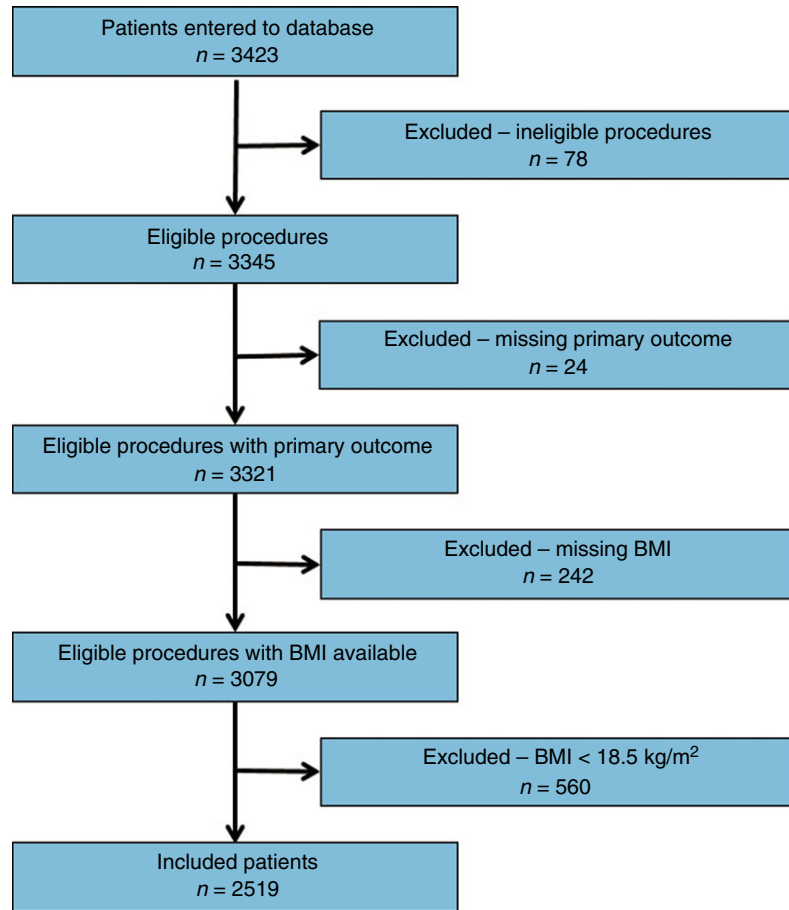 Patients entered to database
n = 3423
Excluded – ineligible procedures
n = 78
Eligible procedures
n = 3345
Excluded – missing primary outcome
n = 24
Eligible procedures with primary outcome
n = 3321
Excluded – missing BMI
n = 242
Eligible procedures with BMI available
n = 3079
Excluded – BMI < 18.5 kg/m²
n = 560
Included patients
n = 2519